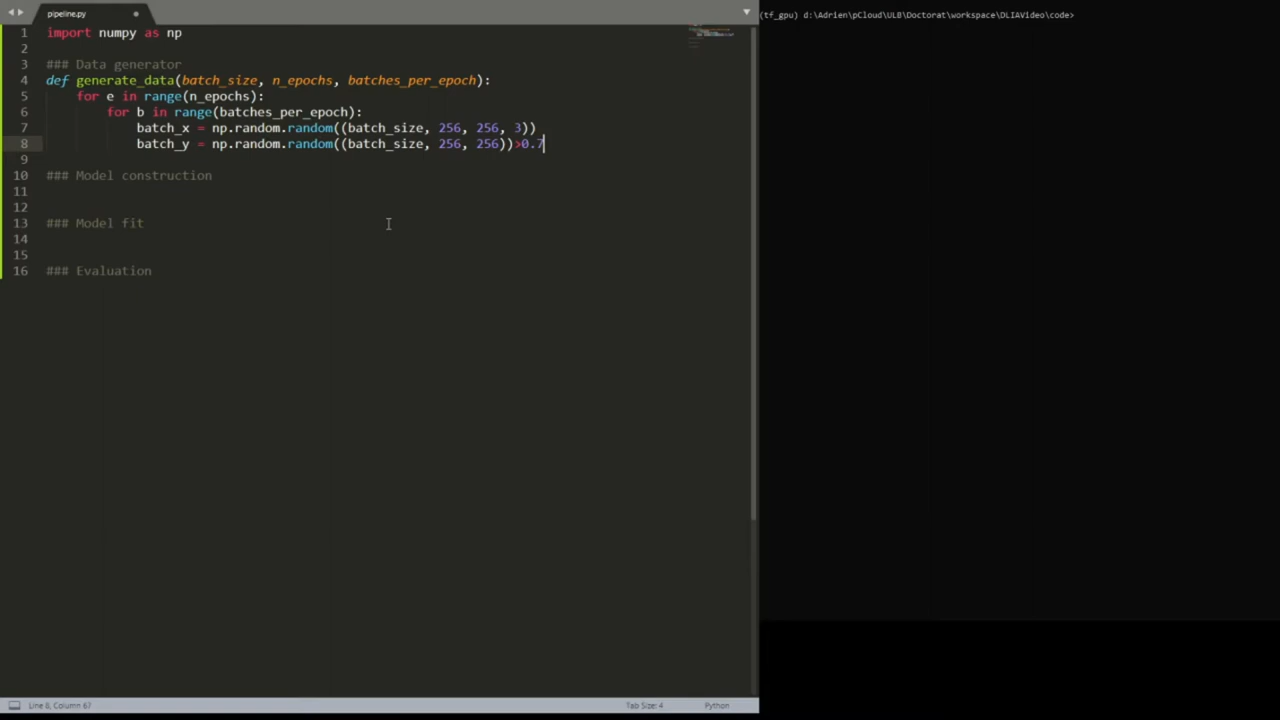 pipeline.py
(tf_gpu) d:\Adrien\pCloud\ULB\Doctorat\workspace\DLIAVideo\code>
1 import numpy as np
2
3 ### Data generator
4 def generate_data(batch_size, n_epochs, batches_per_epoch):
5 for e in range(n_epochs):
6 for b in range(batches_per_epoch):
7 batch_x = np.random.random((batch_size, 256, 256, 3))
8 batch_y = np.random.random((batch_size, 256, 256))>0.7
9
10 ### Model construction
11
12
13 ### Model fit
14
15
16 ### Evaluation
Line 8, Column 67
Tab Size: 4
Python